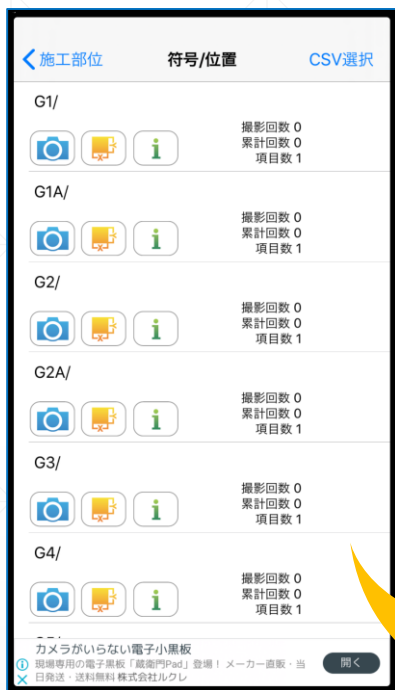 施工部位
符号/位置
CSV選択
G1/
撮影回数 0
累計回数 0
項目数 1
G1A/
撮影回数 0
累計回数 0
項目数 1
G2/
撮影回数 0
累計回数 0
項目数 1
G2A/
撮影回数 0
累計回数 0
項目数 1
G3/
撮影回数 0
累計回数 0
項目数 1
G4/
撮影回数 0
累計回数 0
項目数 1
カメラがいらない電子小黒板
現場専用の電子黒板「蔵衛門Pad」登場！ メーカー直販・当
日発送・送料無料 株式会社ルクレ
開く